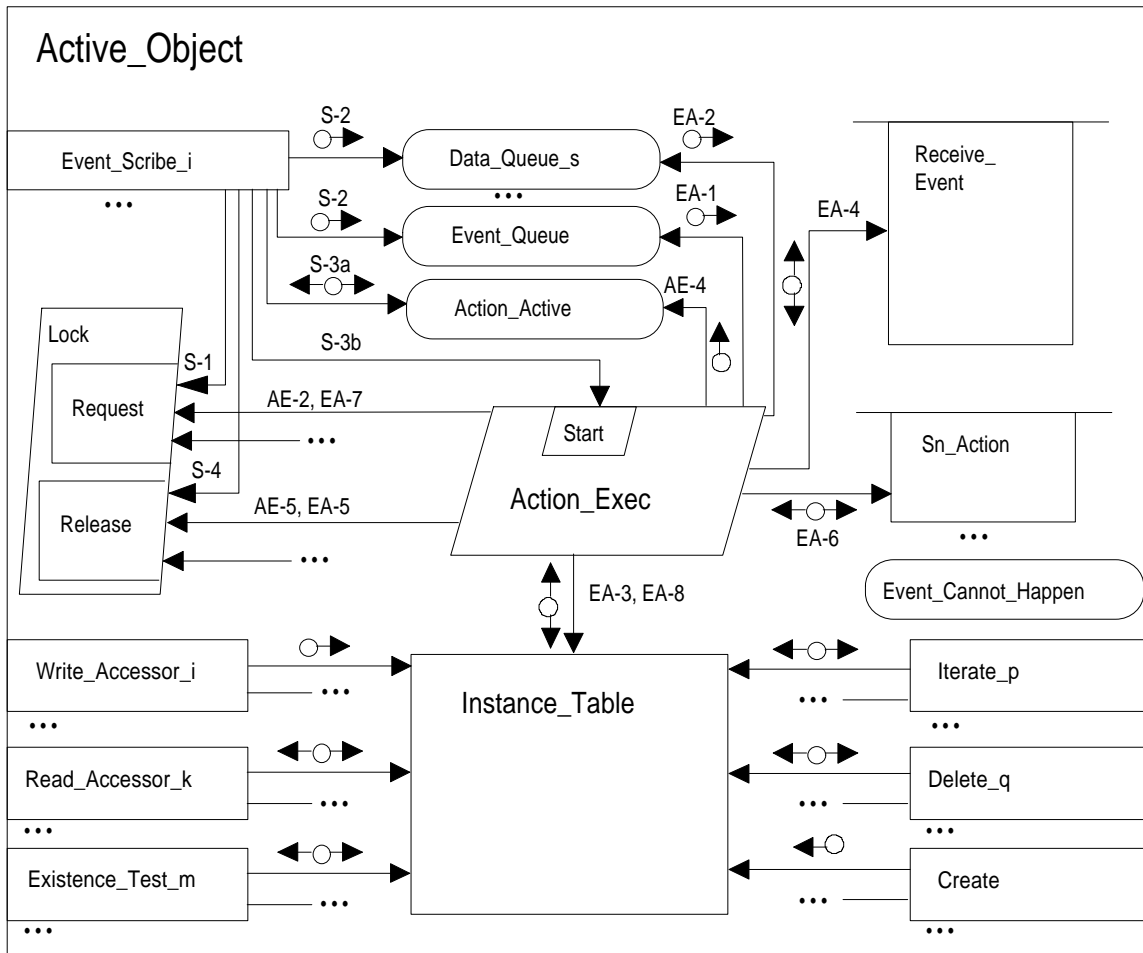 Active_Object
S-2
EA-2
Event_Scribe_i
Data_Queue_s
Receive_
Event
•••
•••
S-2
EA-1
EA-4
Event_Queue
S-3a
AE-4
Action_Active
Lock
S-3b
S-1
Request
AE-2, EA-7
•••
Start
Sn_Action
S-4
Action_Exec
Release
AE-5, EA-5
EA-6
•••
•••
EA-3, EA-8
Event_Cannot_Happen
Write_Accessor_i
Instance_Table
Iterate_p
•••
•••
•••
•••
Read_Accessor_k
Delete_q
•••
•••
•••
•••
Existence_Test_m
Create
•••
•••
•••
•••